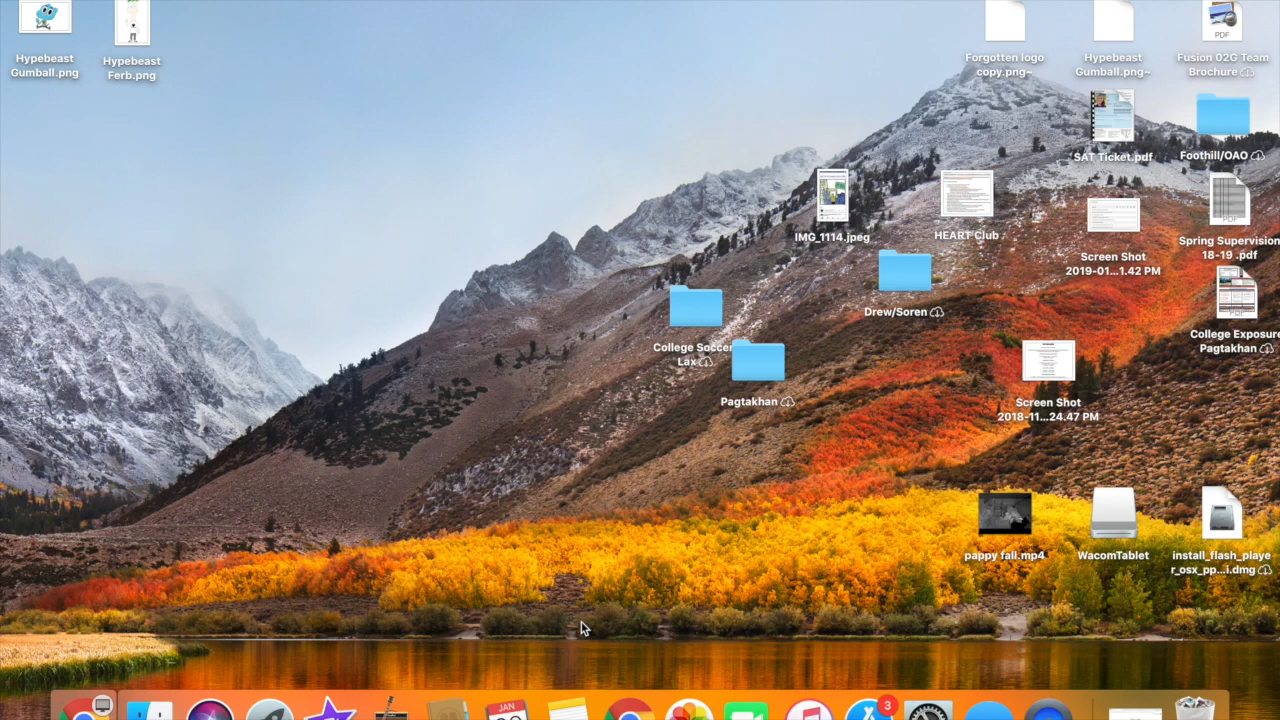 Hypebeast
Gumball.png
Hypebeast
Ferb.png
Forgotten logo
copy.png~
Hypebeast
Gumball.png~
PDF
Fusion 02G Team
Brochure
SAT Ticket.pdf
Foothill/OAO
IMG_1114.jpeg
HEART Club
Screen Shot
2019-01...1.42 PM
PDF
Spring Supervision
18-19 .pdf
Drew/Soren
College Soccer
Lax
PDF
College Exposure
Pagtakhan
Pagtakhan
Screen Shot
2018-11...24.47 PM
pappy fall.mp4
WacomTablet
install_flash_playe
r_osx_pp...i.dmg
JAN
3